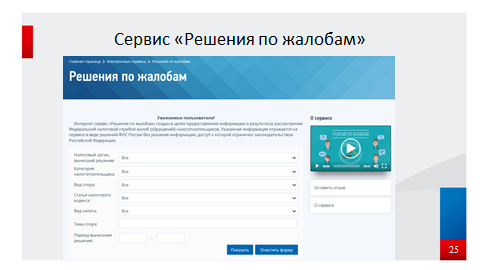 Сервис «Решения по жалобам»
Главная страница > Электронные сервисы > Решения по жалобам
Решения по жалобам
Уважаемые пользователи!
Интернет-сервис «Решения по жалобам» создан в целях предоставления информации о результатах рассмотрения
Федеральной налоговой службой жалоб (обращений) налогоплательщиков. Указанная информация отражается на
сервисе в виде решений ФНС России без указания информации, доступ к которой ограничен законодательством
Российской Федерации.
Налоговый орган,
вынесший решение: Все
Категория
налогоплательщика: Все
Вид спора: Все
Статья налогового
кодекса: Все
Вид налога: Все
Тема спора:
Период вынесения
решения: –
Показать Очистить форму
О сервисе
РЕШЕНИЯ ПО ЖАЛОБАМ
Оставить отзыв
О сервисе
25